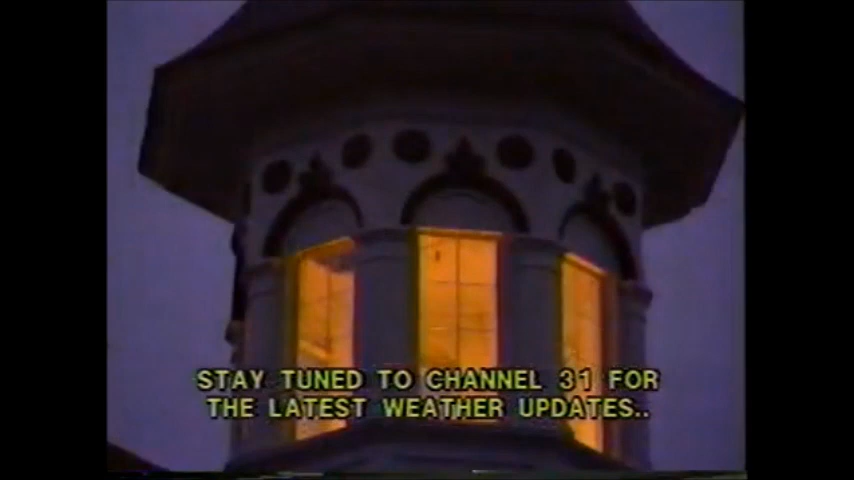 STAY TUNED TO CHANNEL 31 FOR
THE LATEST WEATHER UPDATES..